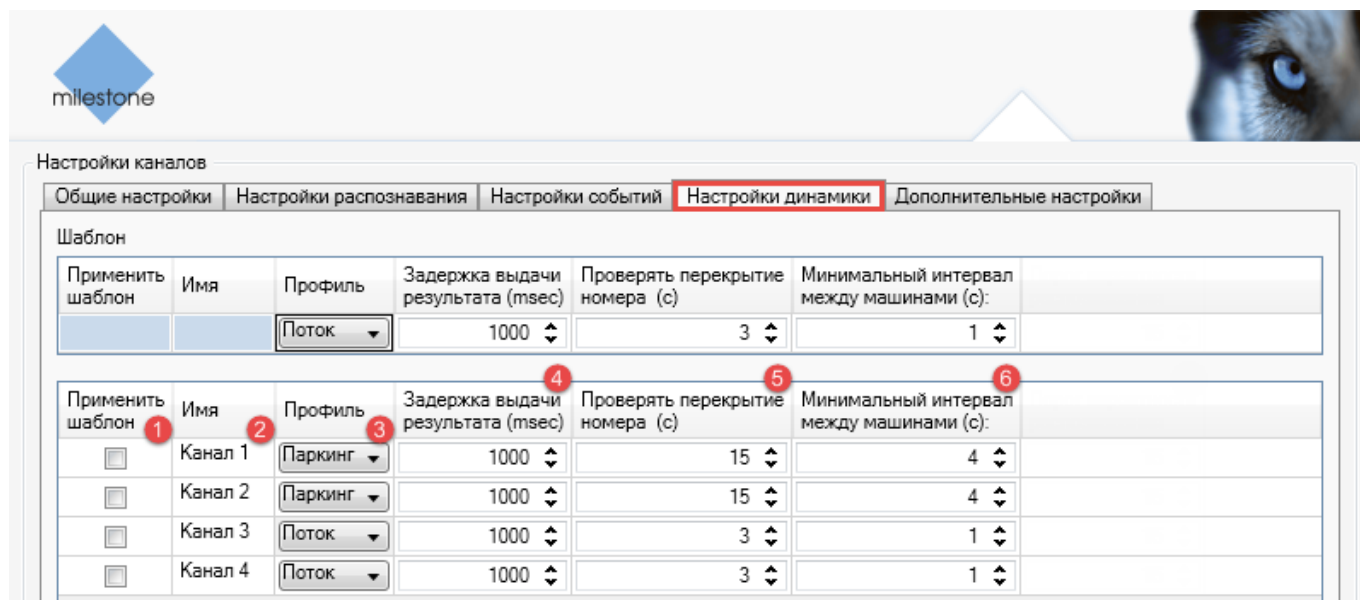 milestone
Настройки каналов
Общие настройки Настройки распознавания Настройки событий Настройки динамики Дополнительные настройки
Шаблон
Применить шаблон Имя Профиль Задержка выдачи результата (msec) Проверять перекрытие номера (с) Минимальный интервал между машинами (с):
Поток 1000 3 1
4 5 6
Применить шаблон Имя Профиль Задержка выдачи результата (msec) Проверять перекрытие номера (с) Минимальный интервал между машинами (с):
1 2 3
Канал 1 Паркинг 1000 15 4
Канал 2 Паркинг 1000 15 4
Канал 3 Поток 1000 3 1
Канал 4 Поток 1000 3 1